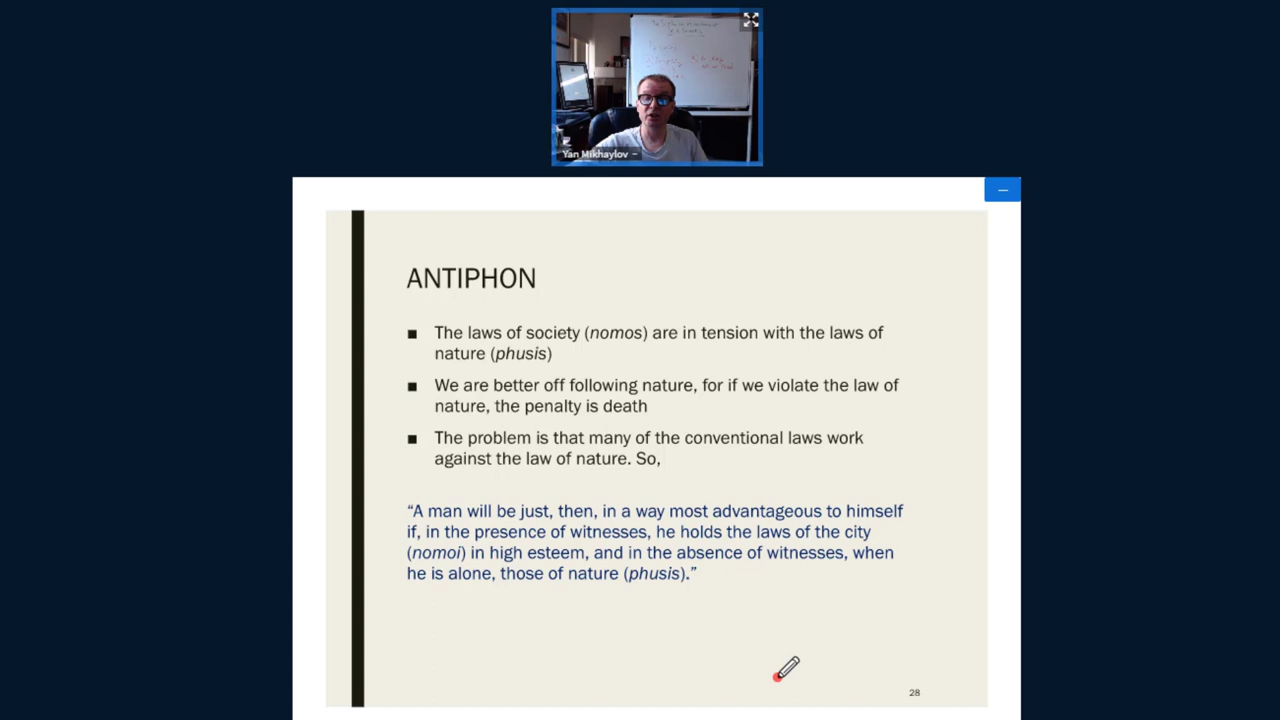 Yan Mikhaylov
ANTIPHON
■ The laws of society (nomos) are in tension with the laws of
nature (phusis)
■ We are better off following nature, for if we violate the law of
nature, the penalty is death
■ The problem is that many of the conventional laws work
against the law of nature. So,
“A man will be just, then, in a way most advantageous to himself
if, in the presence of witnesses, he holds the laws of the city
(nomoi) in high esteem, and in the absence of witnesses, when
he is alone, those of nature (phusis).”
28